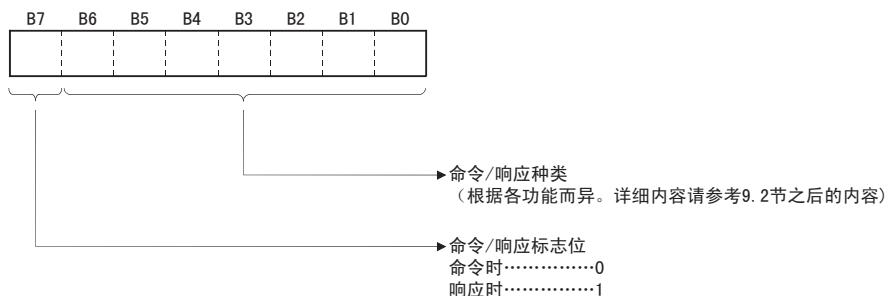 B7 B6 B5 B4 B3 B2 B1 B0
命令/响应种类
（根据各功能而异。详细内容请参考9.2节之后的内容）
命令/响应标志位
命令时……………0
响应时……………1